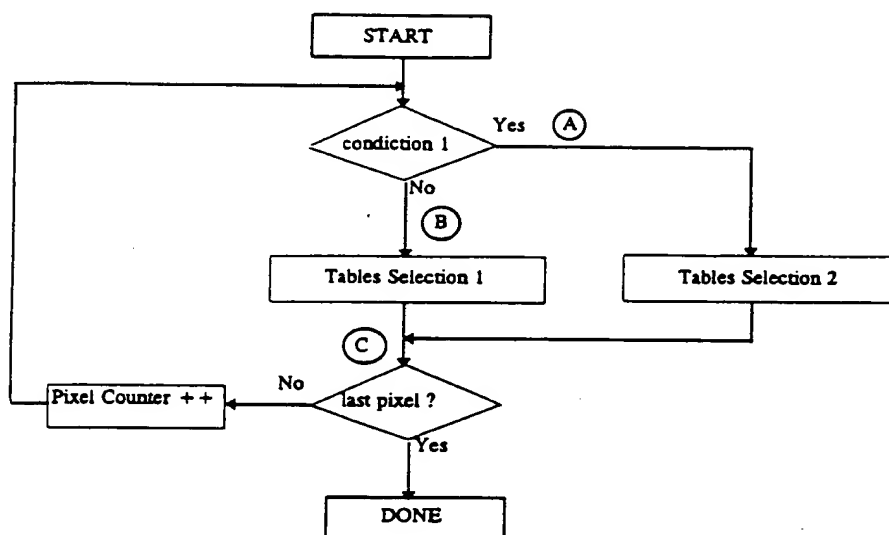 START
Yes
A
condiction 1
No
B
Tables Selection 1
Tables Selection 2
C
No
Pixel Counter ++
last pixel ?
Yes
DONE